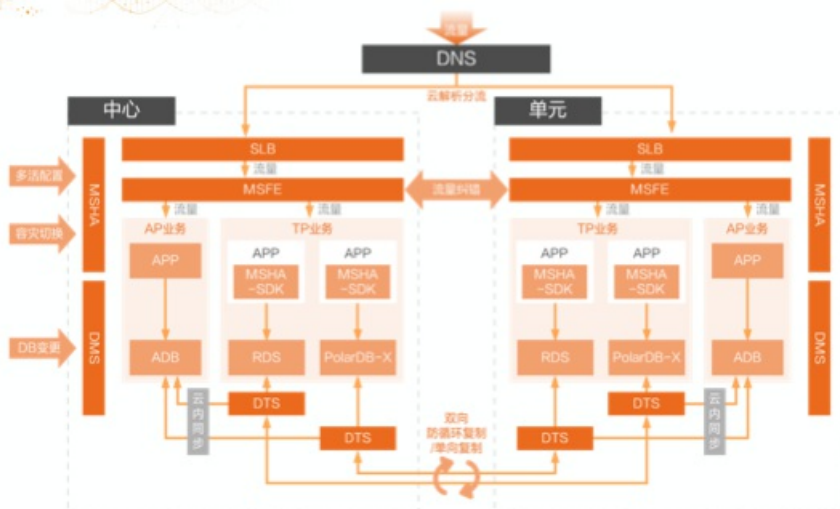 流量
DNS
云解析分流
中心
单元
SLB
SLB
流量
流量
多活配置
MSHA
MSFE
流量纠错
MSFE
MSHA
流量
流量
流量
流量
AP业务
TP业务
TP业务
AP业务
容灾切换
APP
APP
APP
APP
APP
APP
MSHA
-SDK
MSHA
-SDK
MSHA
-SDK
MSHA
-SDK
DB变更
DMS
ADB
RDS
PolarDB-X
RDS
PolarDB-X
ADB
DMS
云内同步
DTS
DTS
云内同步
DTS
双向
防循环复制
/单向复制
DTS